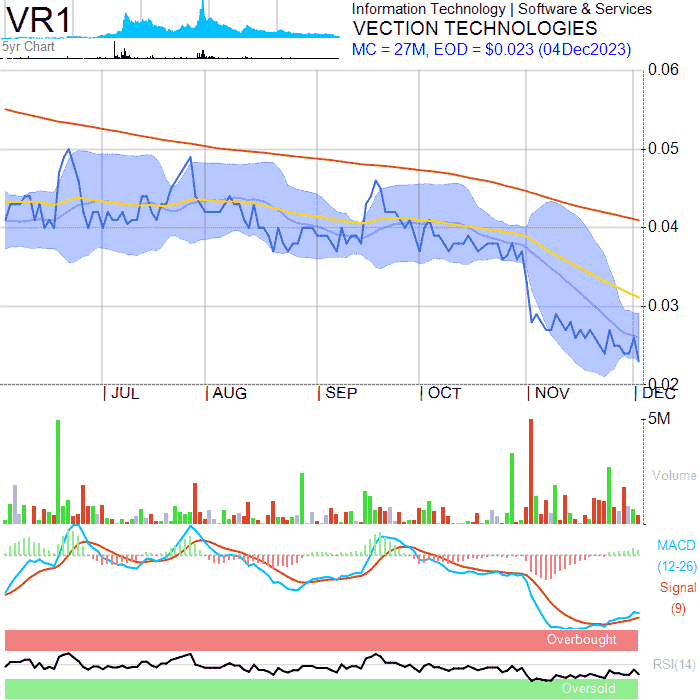 VR1
Information Technology | Software & Services
VECTION TECHNOLOGIES
5yr Chart
MC = 27M, EOD = $0.023 (04Dec2023)
0.06
0.05
0.04
0.03
0.02
JUL AUG SEP OCT NOV DEC
5M
Volume
MACD
(12-26)
Signal
(9)
Overbought
RSI(14)
Oversold